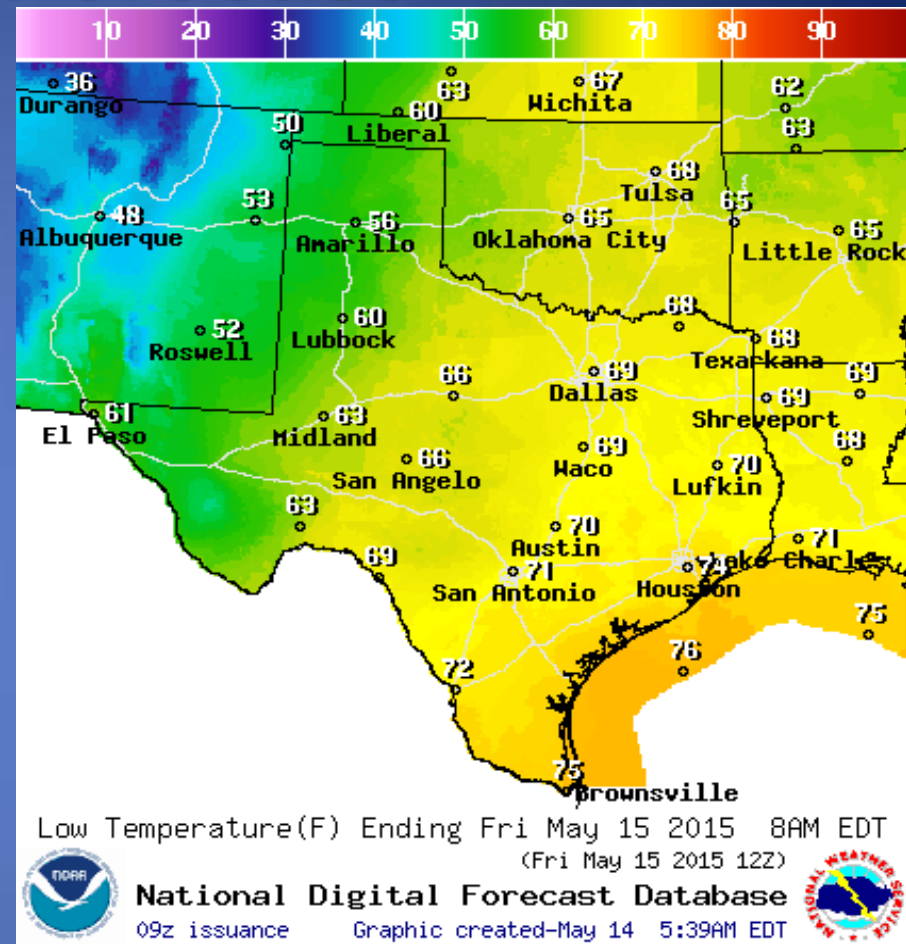 10 20 30 40 50 60 70 80 90
36 63 67
Durango Wichita 62
60
Liberal
50 63
68
Tulsa
48 53 56 65 65 65
Albuquerque Amarillo Oklahoma City Little Rock
52 60 68 68
Roswell Lubbock Texarkana
66 69 69 69
Dallas Shreveport
61 63
El Paso Midland
66 69 70 68
San Angelo Waco Lufkin
63 70 71
Austin Lake Charles
69 71 74
San Antonio Houston
75
72 76
75
Brownsville
Low Temperature(F) Ending Fri May 15 2015 8AM EDT
(Fri May 15 2015 12Z)
NOAA
National Digital Forecast Database
09z issuance Graphic created-May 14 5:39AM EDT
NATIONAL WEATHER SERVICE